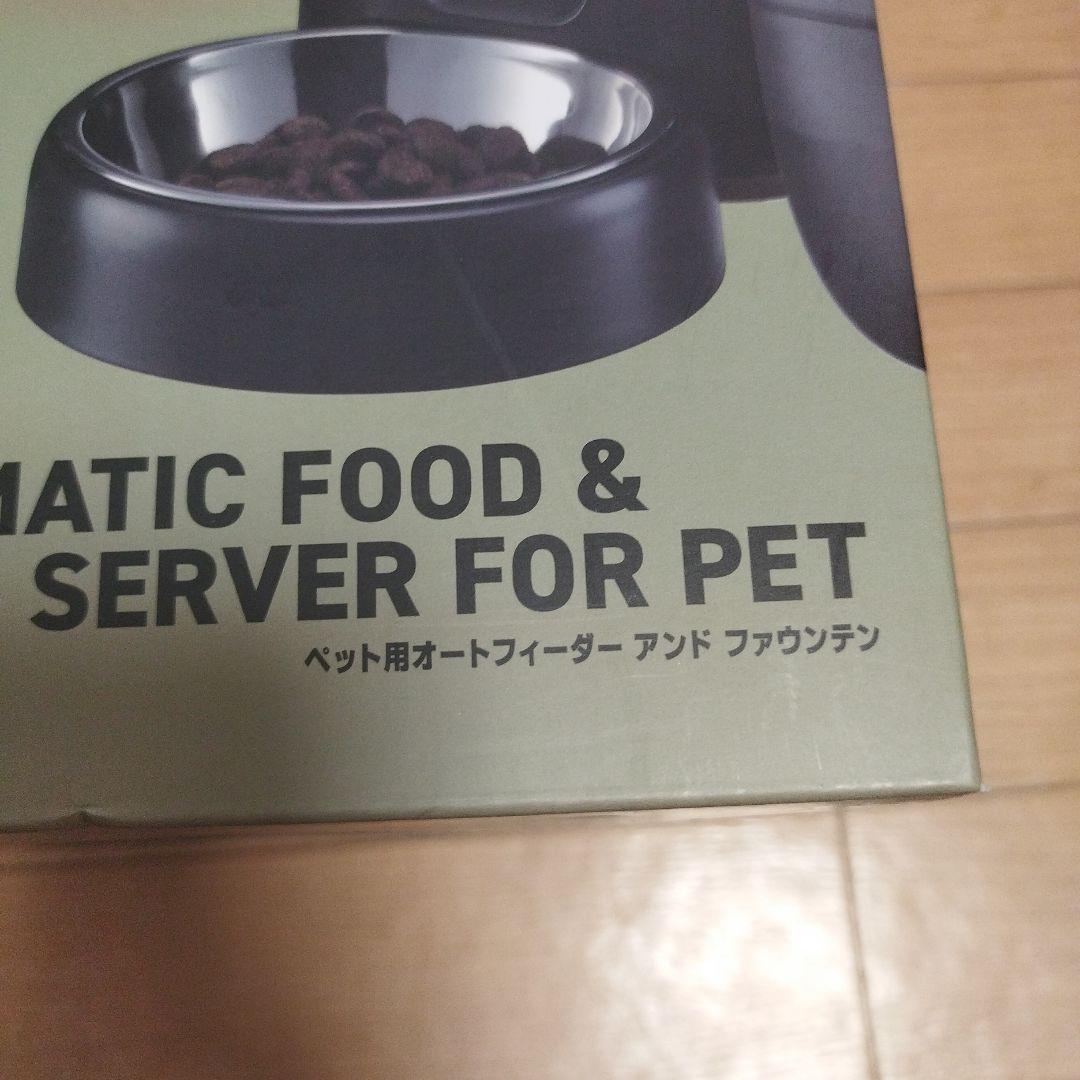 MATIC FOOD &
SERVER FOR PET
ペット用オートフィーダー アンド ファウンテン